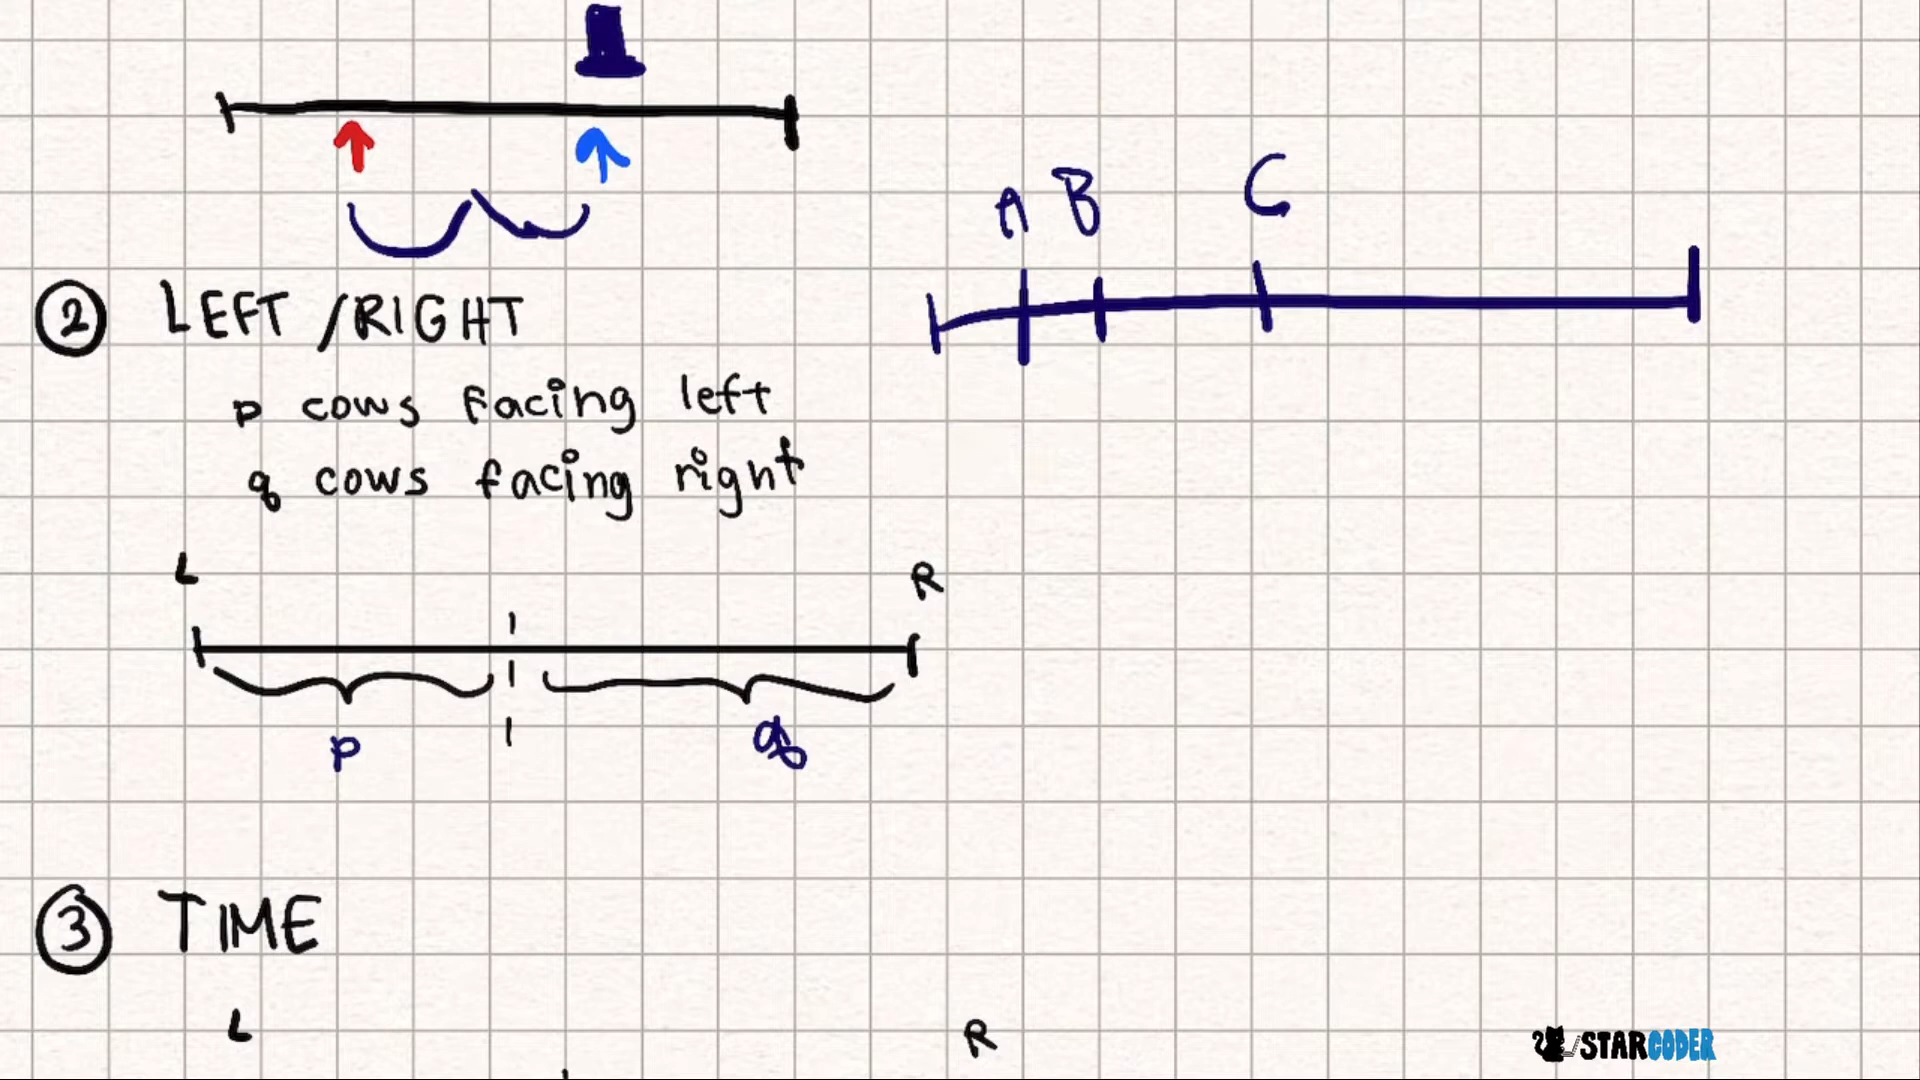 A B C
② LEFT /RIGHT
p cows facing left
q cows facing right
L R
p q
③ TIME
L R
STARCODER